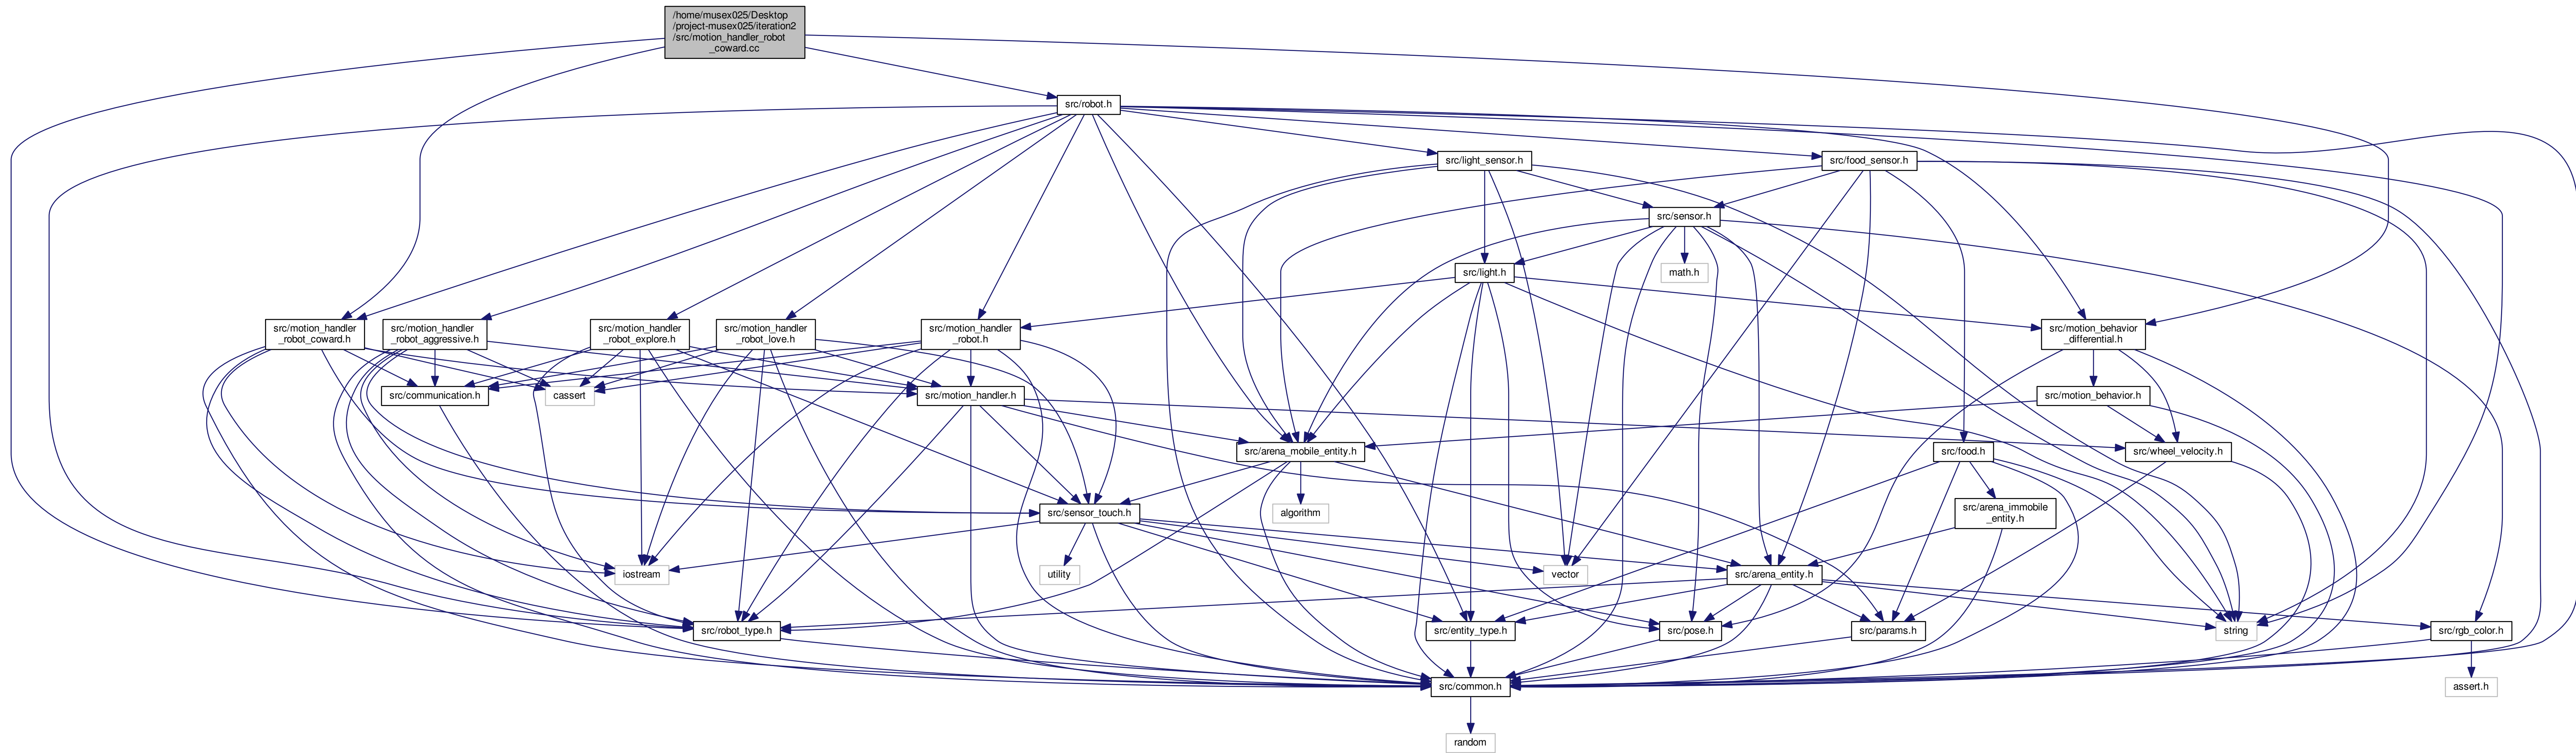 /home/musex025/Desktop
/project-musex025/iteration2
/src/motion_handler_robot
_coward.cc
src/robot.h
src/light_sensor.h
src/food_sensor.h
src/sensor.h
src/light.h
math.h
src/motion_handler
_robot_coward.h
src/motion_handler
_robot_aggressive.h
src/motion_handler
_robot_explore.h
src/motion_handler
_robot_love.h
src/motion_handler
_robot.h
src/motion_behavior
_differential.h
src/communication.h
cassert
src/motion_handler.h
src/motion_behavior.h
src/arena_mobile_entity.h
src/food.h
src/wheel_velocity.h
src/sensor_touch.h
algorithm
src/arena_immobile
_entity.h
iostream
utility
vector
src/arena_entity.h
src/robot_type.h
src/entity_type.h
src/pose.h
src/params.h
string
src/rgb_color.h
src/common.h
assert.h
random